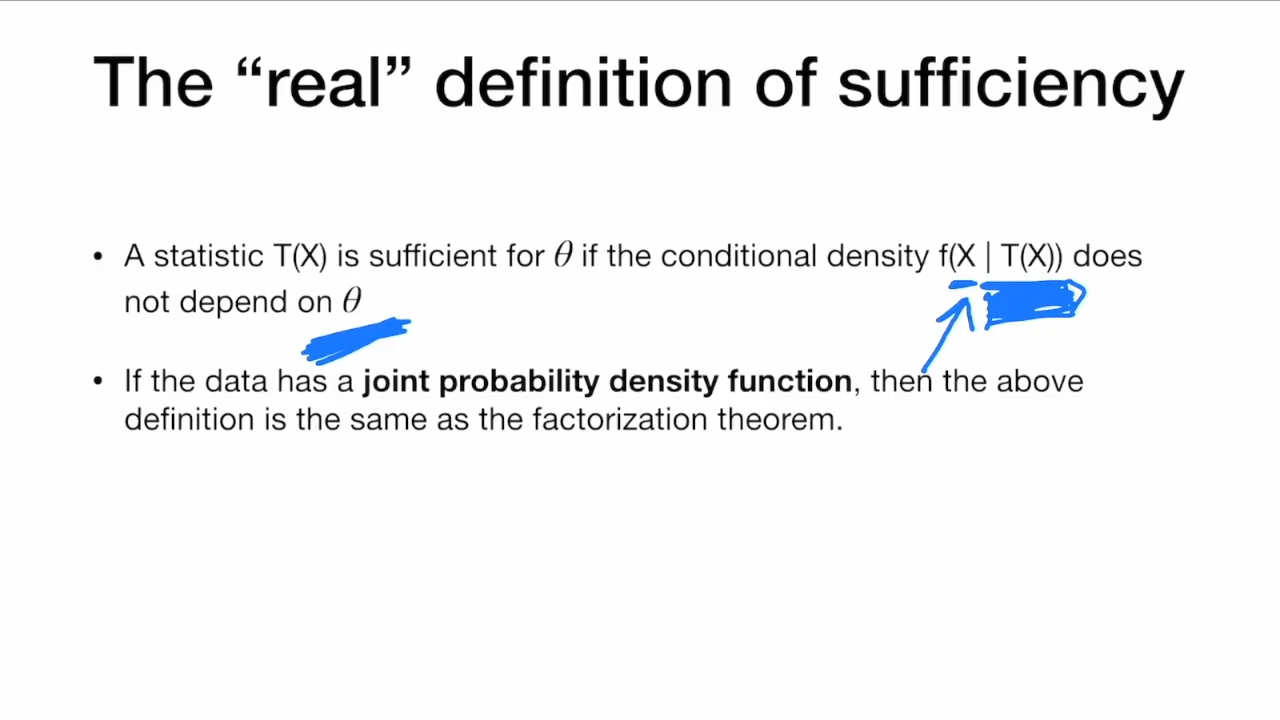 The “real” definition of sufficiency
• A statistic T(X) is sufficient for θ if the conditional density f(X | T(X)) does
not depend on θ
• If the data has a joint probability density function, then the above
definition is the same as the factorization theorem.